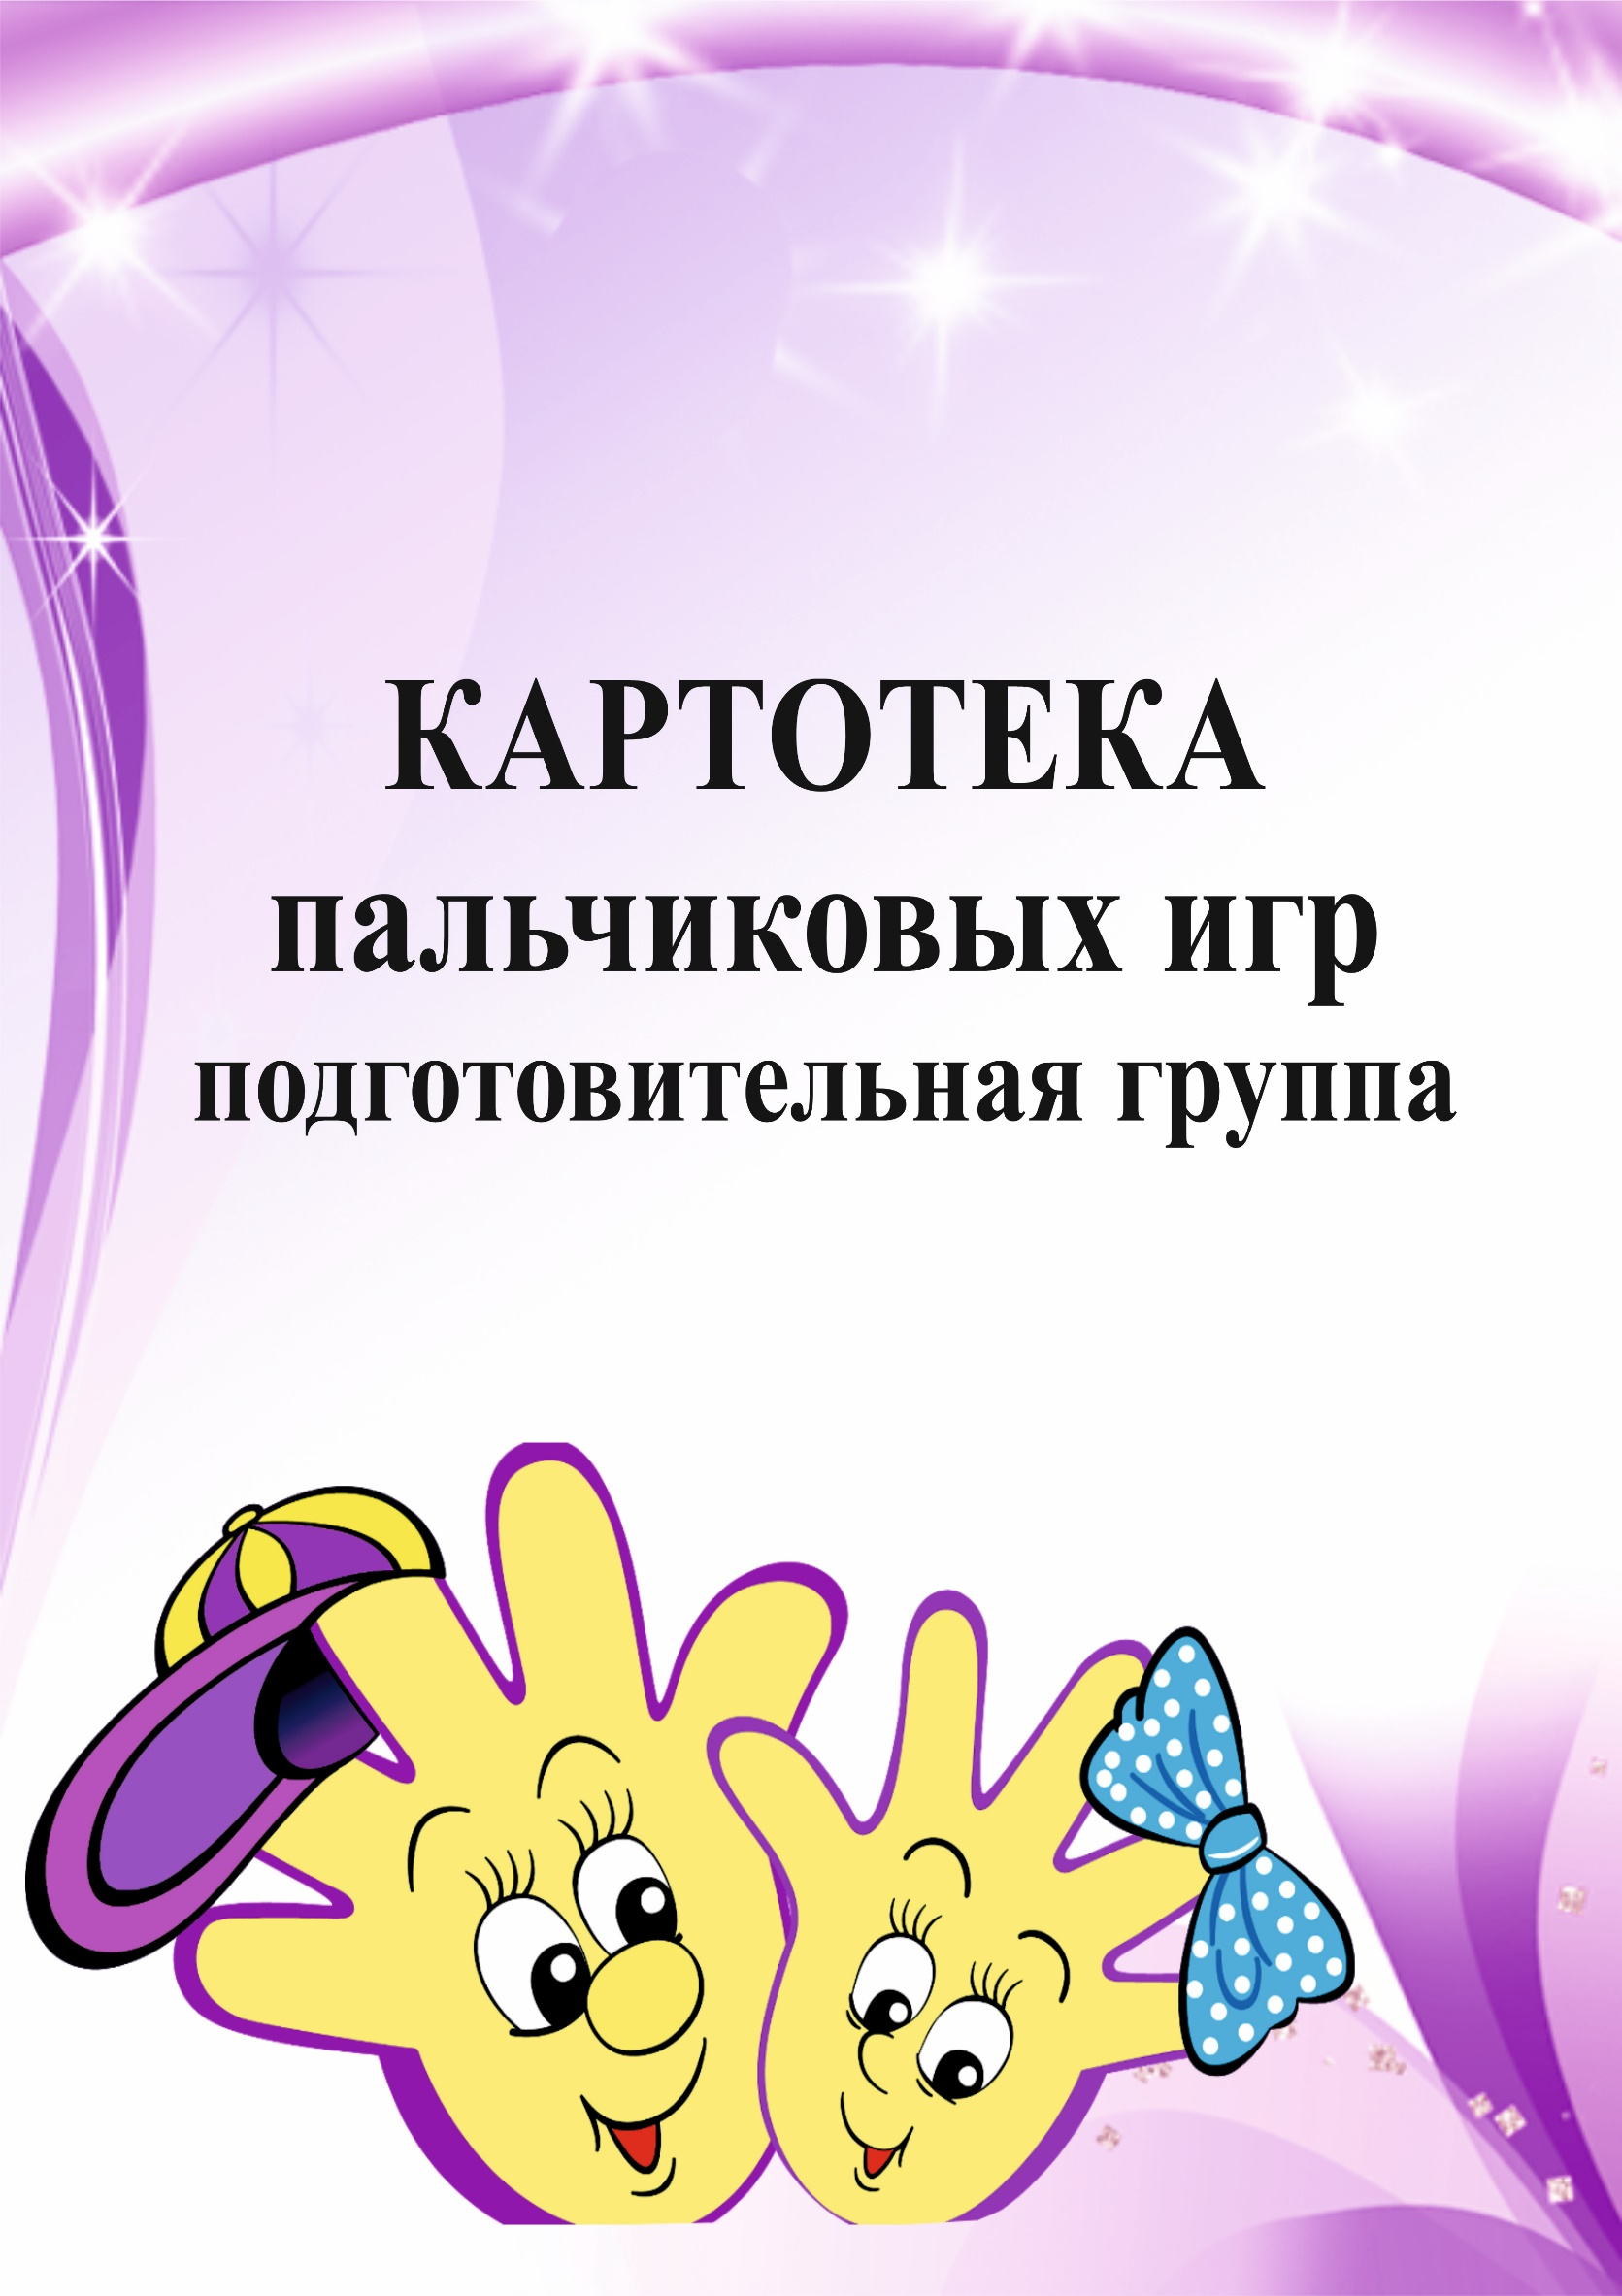 КАРТОТЕКА
пальчиковых игр
подготовительная группа